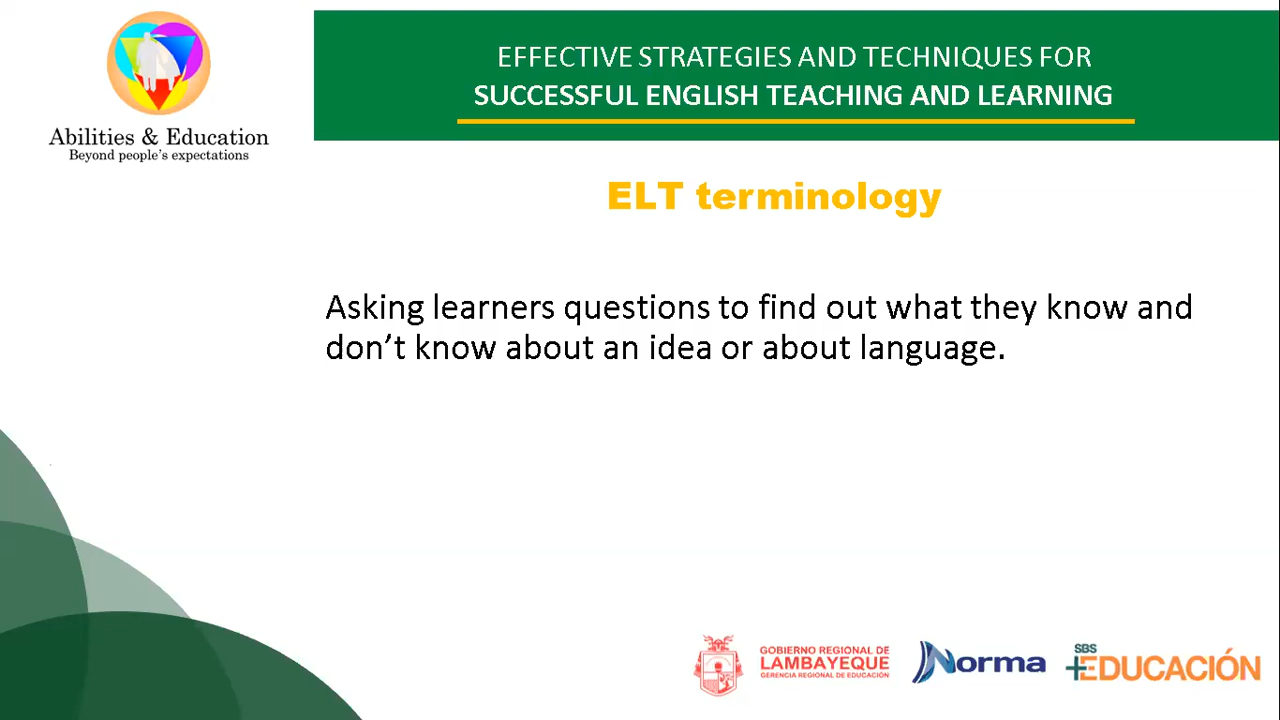 EFFECTIVE STRATEGIES AND TECHNIQUES FOR
SUCCESSFUL ENGLISH TEACHING AND LEARNING
Abilities & Education
Beyond people's expectations
ELT terminology
Asking learners questions to find out what they know and
don't know about an idea or about language.
GOBIERNO REGIONAL DE
LAMBAYEQUE
GERENCIA REGIONAL DE EDUCACIÓN
Norma
SBS
EDUCACIÓN